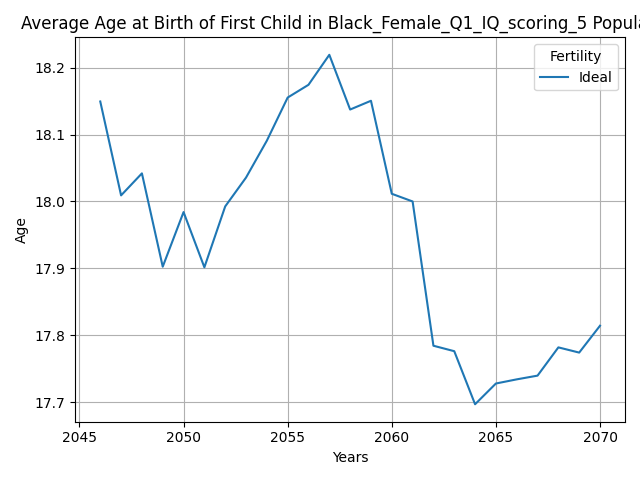 Average Age at Birth of First Child in Black_Female_Q1_IQ_scoring_5 Popula
Fertility
Ideal
18.2
18.1
18.0
17.9
17.8
17.7
Age
2045
2050
2055
2060
2065
2070
Years